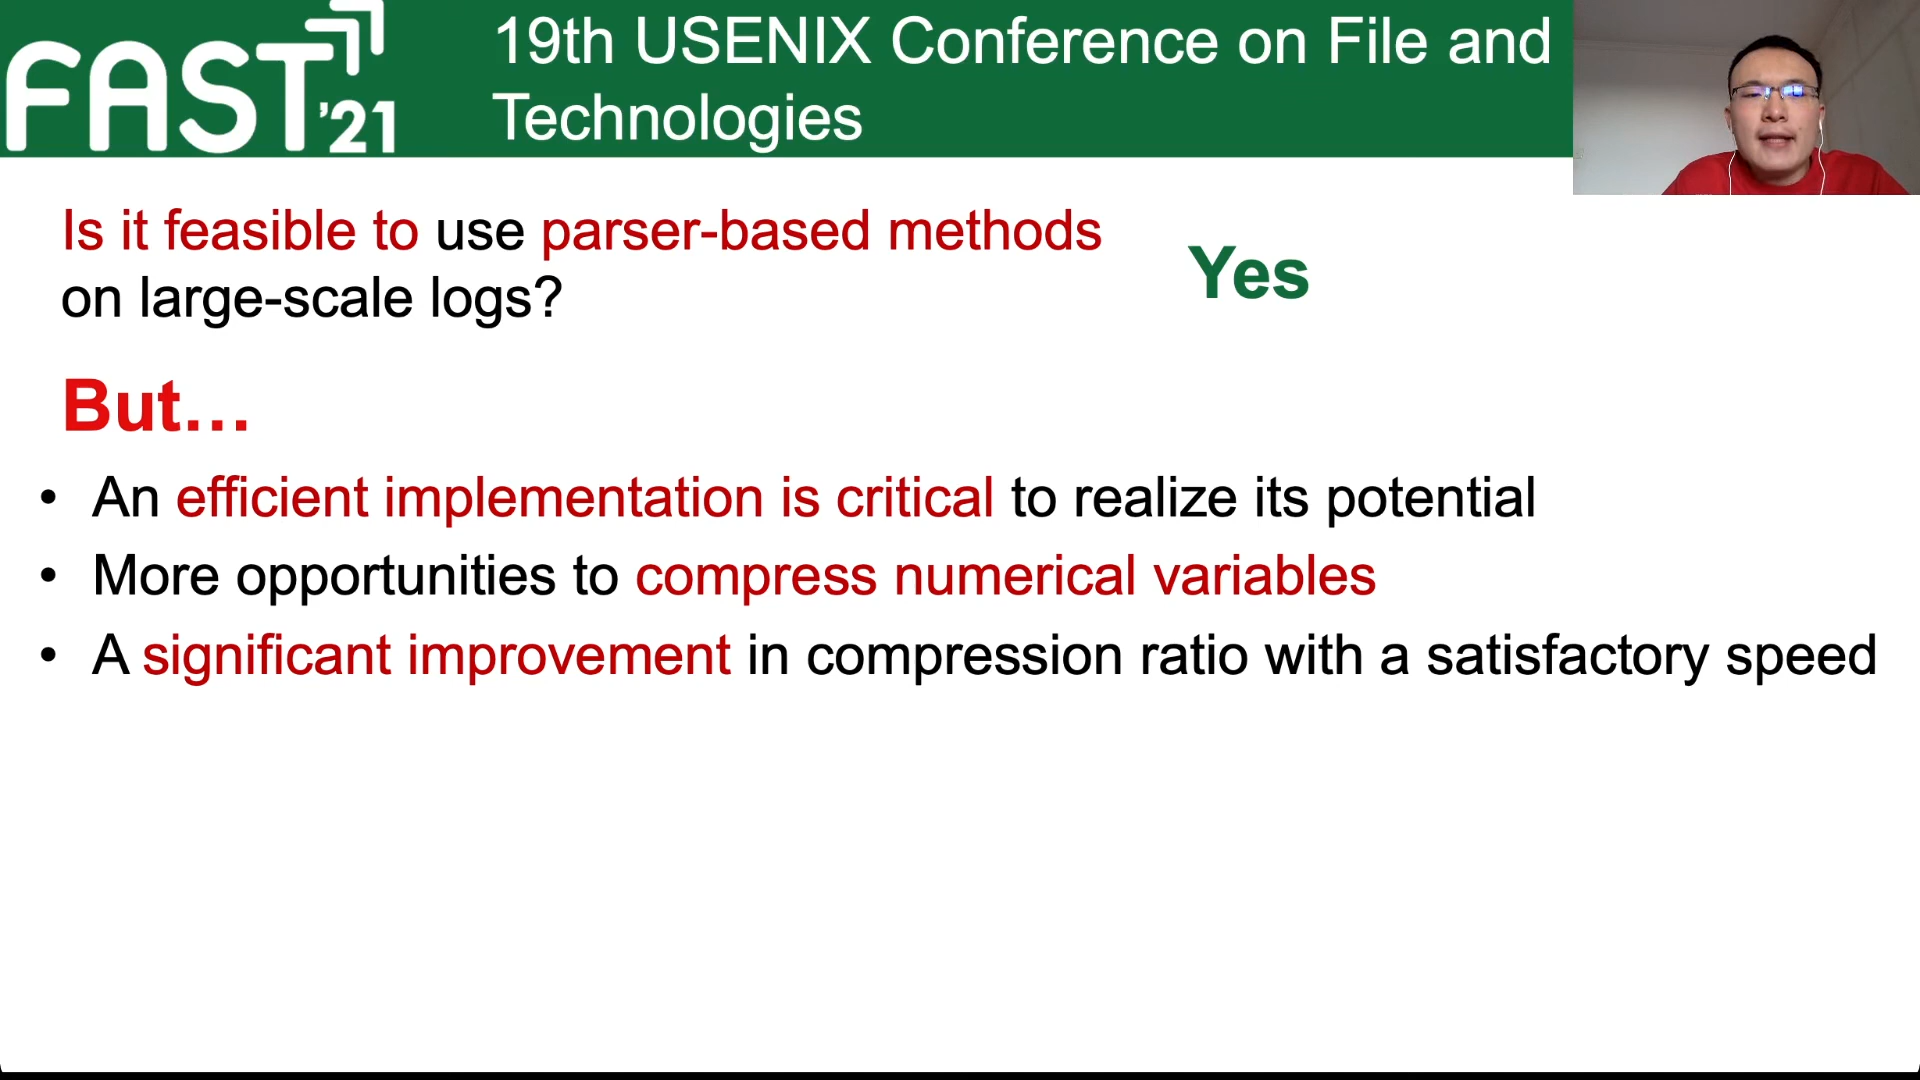 FAST'21
19th USENIX Conference on File and
Technologies
Is it feasible to use parser-based methods
on large-scale logs?
Yes
But…
• An efficient implementation is critical to realize its potential
• More opportunities to compress numerical variables
• A significant improvement in compression ratio with a satisfactory speed